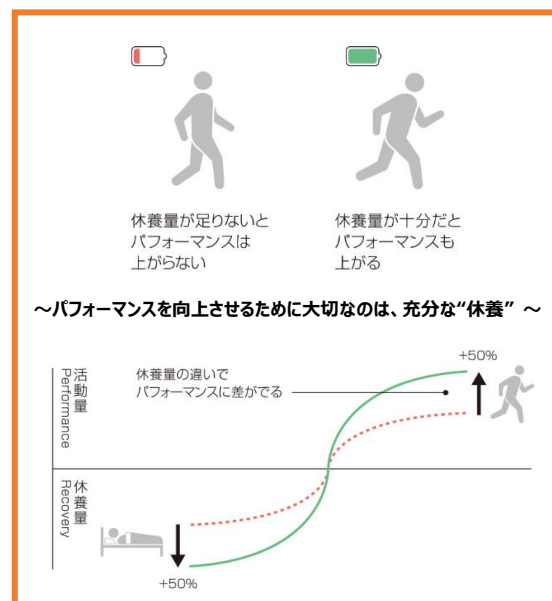 休養量が足りないと
パフォーマンスは
上がらない
休養量が十分だと
パフォーマンスも
上がる
～パフォーマンスを向上させるために大切なのは、充分な“休養” ～
+50%
活動量
Performance
休養量の違いで
パフォーマンスに差がでる
休養量
Recovery
+50%